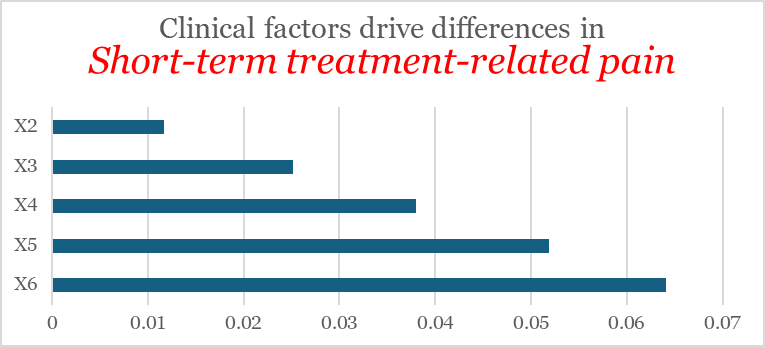 Clinical factors drive differences in
Short-term treatment-related pain
X2
X3
X4
X5
X6
0 0.01 0.02 0.03 0.04 0.05 0.06 0.07